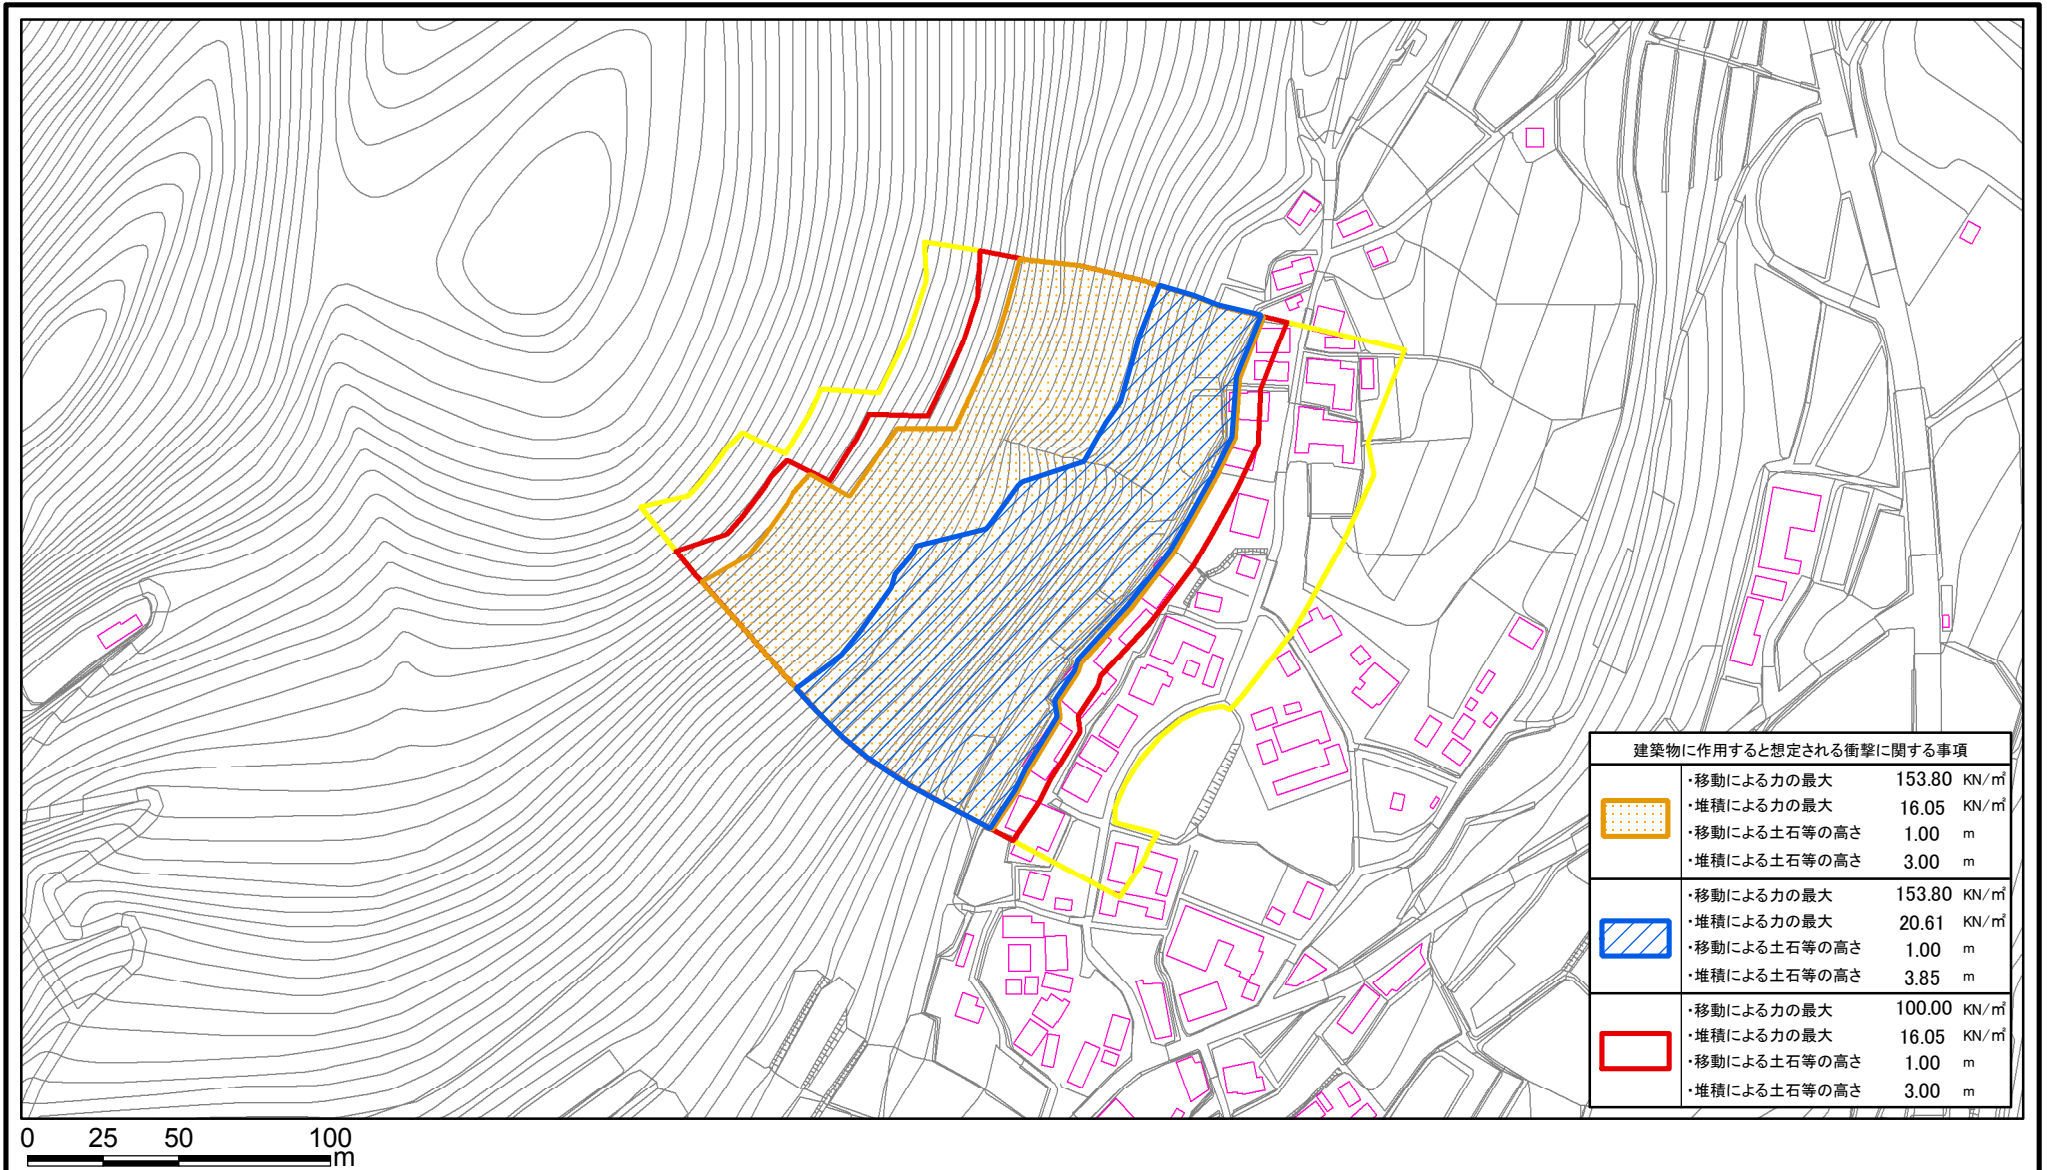 建築物に作用すると想定される衝撃に関する事項
・移動による力の最大 153.80 KN/㎡
・堆積による力の最大 16.05 KN/㎡
・移動による土石等の高さ 1.00 m
・堆積による土石等の高さ 3.00 m
・移動による力の最大 153.80 KN/㎡
・堆積による力の最大 20.61 KN/㎡
・移動による土石等の高さ 1.00 m
・堆積による土石等の高さ 3.85 m
・移動による力の最大 100.00 KN/㎡
・堆積による力の最大 16.05 KN/㎡
・移動による土石等の高さ 1.00 m
・堆積による土石等の高さ 3.00 m
0 25 50 100
m